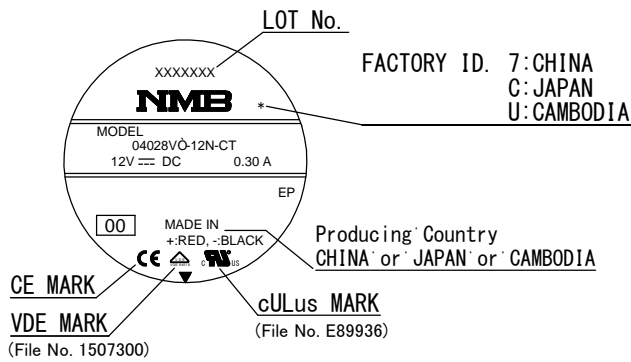 LOT No.
XXXXXXX
NMB *
FACTORY ID. 7:CHINA
C:JAPAN
U:CAMBODIA
MODEL
04028VÒ-12N-CT
12V ⎓ DC 0.30 A
EP
00
MADE IN
+:RED, -:BLACK
Producing Country
CHINA or JAPAN or CAMBODIA
CE
C US
CE MARK
VDE MARK
(File No. 1507300)
cULus MARK
(File No. E89936)